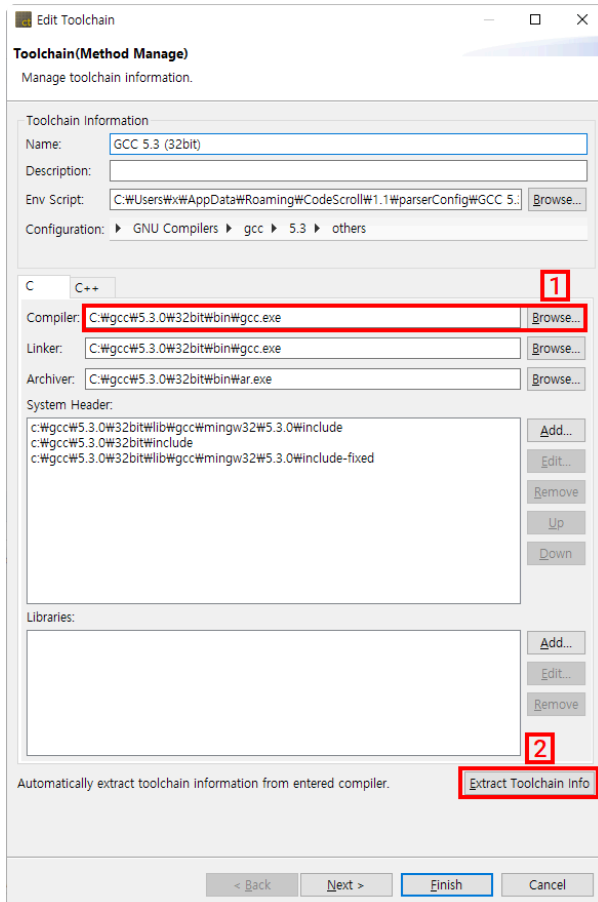 ct Edit Toolchain
Toolchain(Method Manage)
Manage toolchain information.
Toolchain Information
Name: GCC 5.3 (32bit)
Description:
Env Script: C:₩Users₩x₩AppData₩Roaming₩CodeScroll₩1.1₩parserConfig₩GCC 5.: Browse...
Configuration: ▶ GNU Compilers ▶ gcc ▶ 5.3 ▶ others
C C++ 1
Compiler: C:₩gcc₩5.3.0₩32bit₩bin₩gcc.exe Browse...
Linker: C:₩gcc₩5.3.0₩32bit₩bin₩gcc.exe Browse...
Archiver: C:₩gcc₩5.3.0₩32bit₩bin₩ar.exe Browse...
System Header:
c:₩gcc₩5.3.0₩32bit₩lib₩gcc₩mingw32₩5.3.0₩include Add...
c:₩gcc₩5.3.0₩32bit₩include
c:₩gcc₩5.3.0₩32bit₩lib₩gcc₩mingw32₩5.3.0₩include-fixed Edit...
Remove
Up
Down
Libraries:
Add...
Edit...
Remove
2
Automatically extract toolchain information from entered compiler. Extract Toolchain Info
< Back Next > Finish Cancel